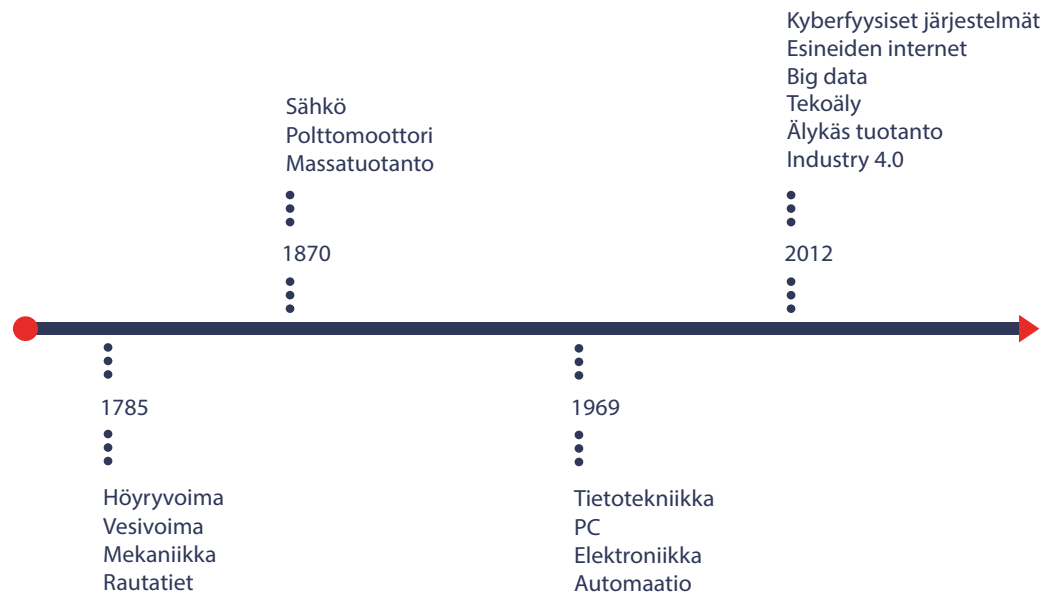 Kyberfyysiset järjestelmät
Esineiden internet
Big data
Tekoäly
Älykäs tuotanto
Industry 4.0
2012
Sähkö
Polttomoottori
Massatuotanto
1870
1785
Höyryvoima
Vesivoima
Mekaniikka
Rautatiet
1969
Tietotekniikka
PC
Elektroniikka
Automaatio